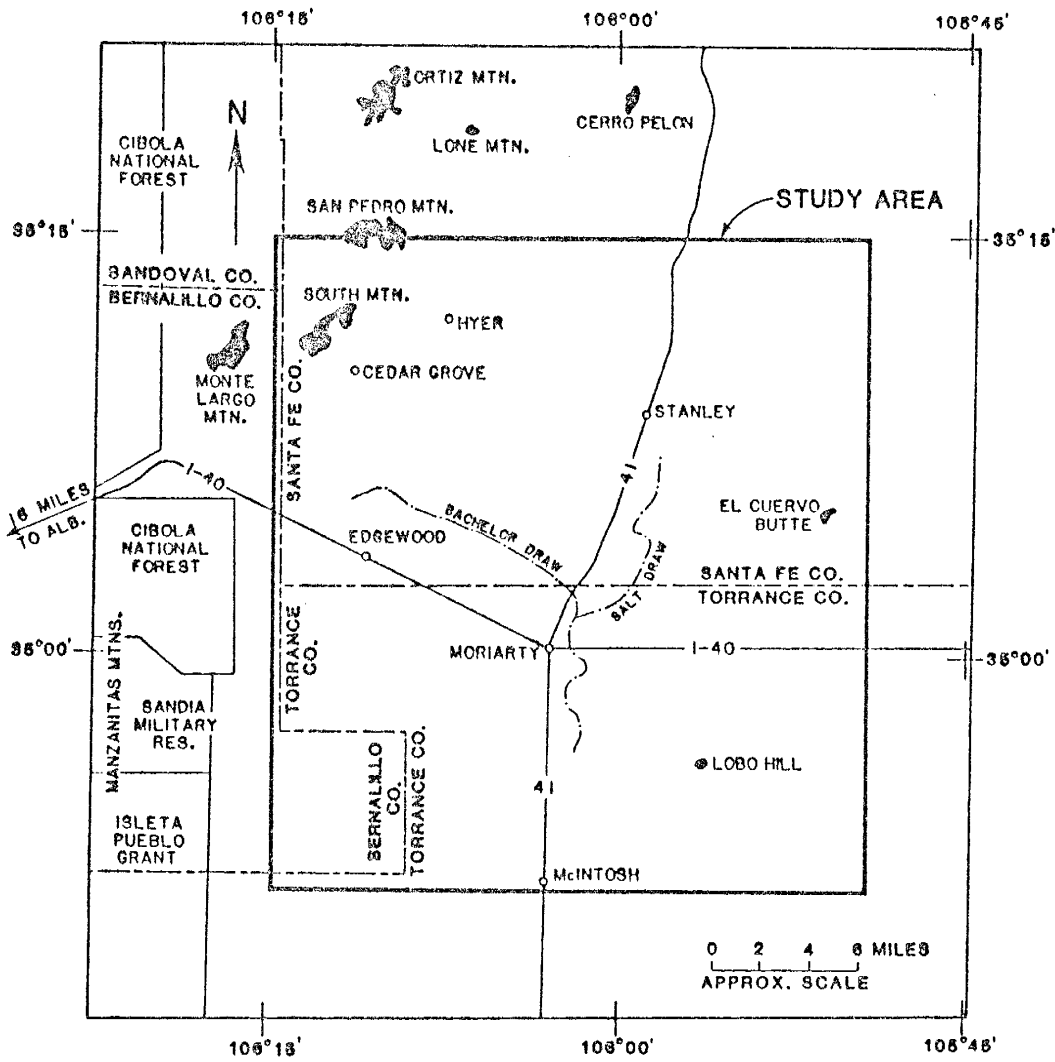 106°15'
106°00'
105°45'
ORTIZ MTN.
N
CERRO PELON
LONE MTN.
CIBOLA
NATIONAL
FOREST
SAN PEDRO MTN.
STUDY AREA
35°15'
35°15'
SANDOVAL CO.
BERNALILLO CO.
SOUTH MTN.
HYER
CEDAR GROVE
MONTE
LARGO
MTN.
SANTA FE CO.
STANLEY
41
I-40
16 MILES
TO ALB.
BACHELOR DRAW
EL CUERVO
BUTTE
CIBOLA
NATIONAL
FOREST
EDGEWOOD
SALT DRAW
SANTA FE CO.
TORRANCE CO.
35°00'
MORIARTY
I-40
35°00'
TORRANCE
CO.
MANZANITAS MTNS.
SANDIA
MILITARY
RES.
LOBO HILL
BERNALILLO
CO.
TORRANCE CO.
41
ISLETA
PUEBLO
GRANT
McINTOSH
0 2 4 6 MILES
APPROX. SCALE
106°15'
106°00'
105°45'